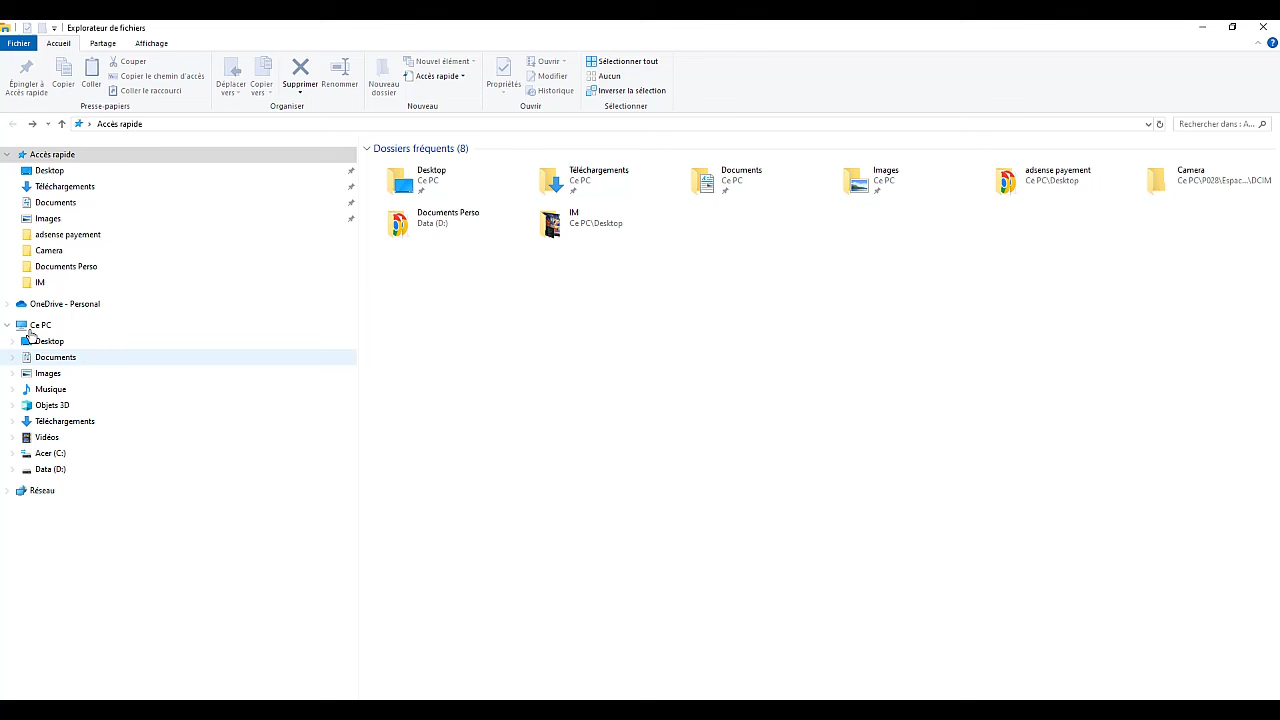 Explorateur de fichiers
Fichier Accueil Partage Affichage
Épingler à Accès rapide
Copier
Coller
Couper
Copier le chemin d'accès
Coller le raccourci
Presse-papiers
Déplacer vers
Copier vers
Supprimer
Renommer
Organiser
Nouveau dossier
Nouvel élément
Accès rapide
Nouveau
Propriétés
Ouvrir
Modifier
Historique
Ouvrir
Sélectionner tout
Aucun
Inverser la sélection
Sélectionner
Accès rapide
Rechercher dans : A...
Accès rapide
Desktop
Téléchargements
Documents
Images
adsense payement
Camera
Documents Perso
IM
OneDrive - Personal
Ce PC
Desktop
Documents
Images
Musique
Objets 3D
Téléchargements
Vidéos
Acer (C:)
Data (D:)
Réseau
Dossiers fréquents (8)
Desktop
Ce PC
Téléchargements
Ce PC
Documents
Ce PC
Images
Ce PC
adsense payement
Ce PC\Desktop
Camera
Ce PC\P028\Espac...\DCIM
Documents Perso
Data (D:)
IM
Ce PC\Desktop